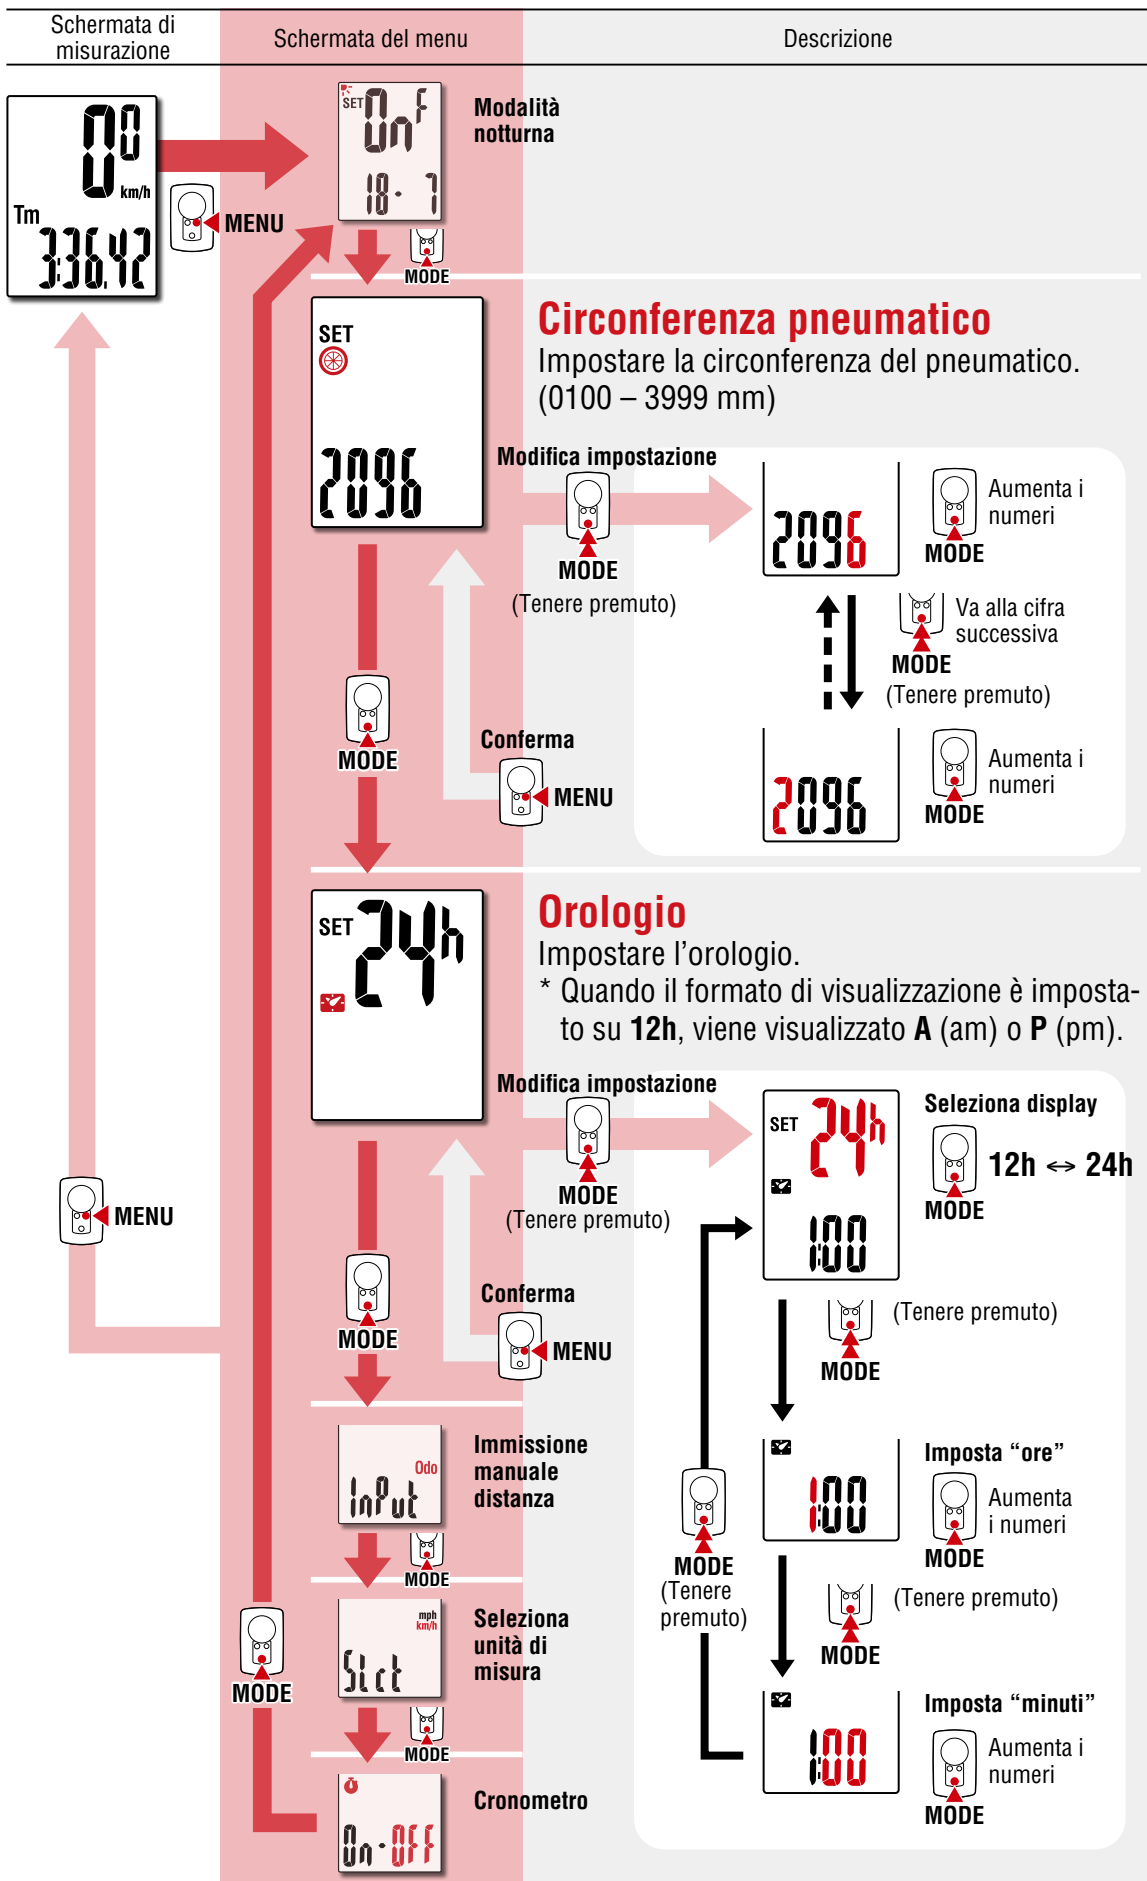 Schermata di
misurazione
Schermata del menu
Descrizione
0.0
km/h
Tm
3:36.42
MENU
SET
OnF
18- 7
Modalità
notturna
MODE
SET
2096
Circonferenza pneumatico
Impostare la circonferenza del pneumatico.
(0100 – 3999 mm)
Modifica impostazione
MODE
(Tenere premuto)
2096
Aumenta i
numeri
MODE
Va alla cifra
successiva
MODE
(Tenere premuto)
2096
Aumenta i
numeri
MODE
MODE
Conferma
MENU
SET
24h
Orologio
Impostare l’orologio.
* Quando il formato di visualizzazione è imposta-
to su 12h, viene visualizzato A (am) o P (pm).
Modifica impostazione
MODE
(Tenere premuto)
SET
24h
1:00
Seleziona display
12h ↔ 24h
MODE
(Tenere premuto)
MODE
1:00
Imposta “ore”
Aumenta
i numeri
MODE
(Tenere premuto)
MODE
1:00
Imposta “minuti”
Aumenta i
numeri
MODE
MODE
(Tenere
premuto)
MENU
MODE
Conferma
MENU
Odo
InPut
Immissione
manuale
distanza
MODE
mph
km/h
Slct
Seleziona
unità di
misura
MODE
MODE
On-OFF
Cronometro